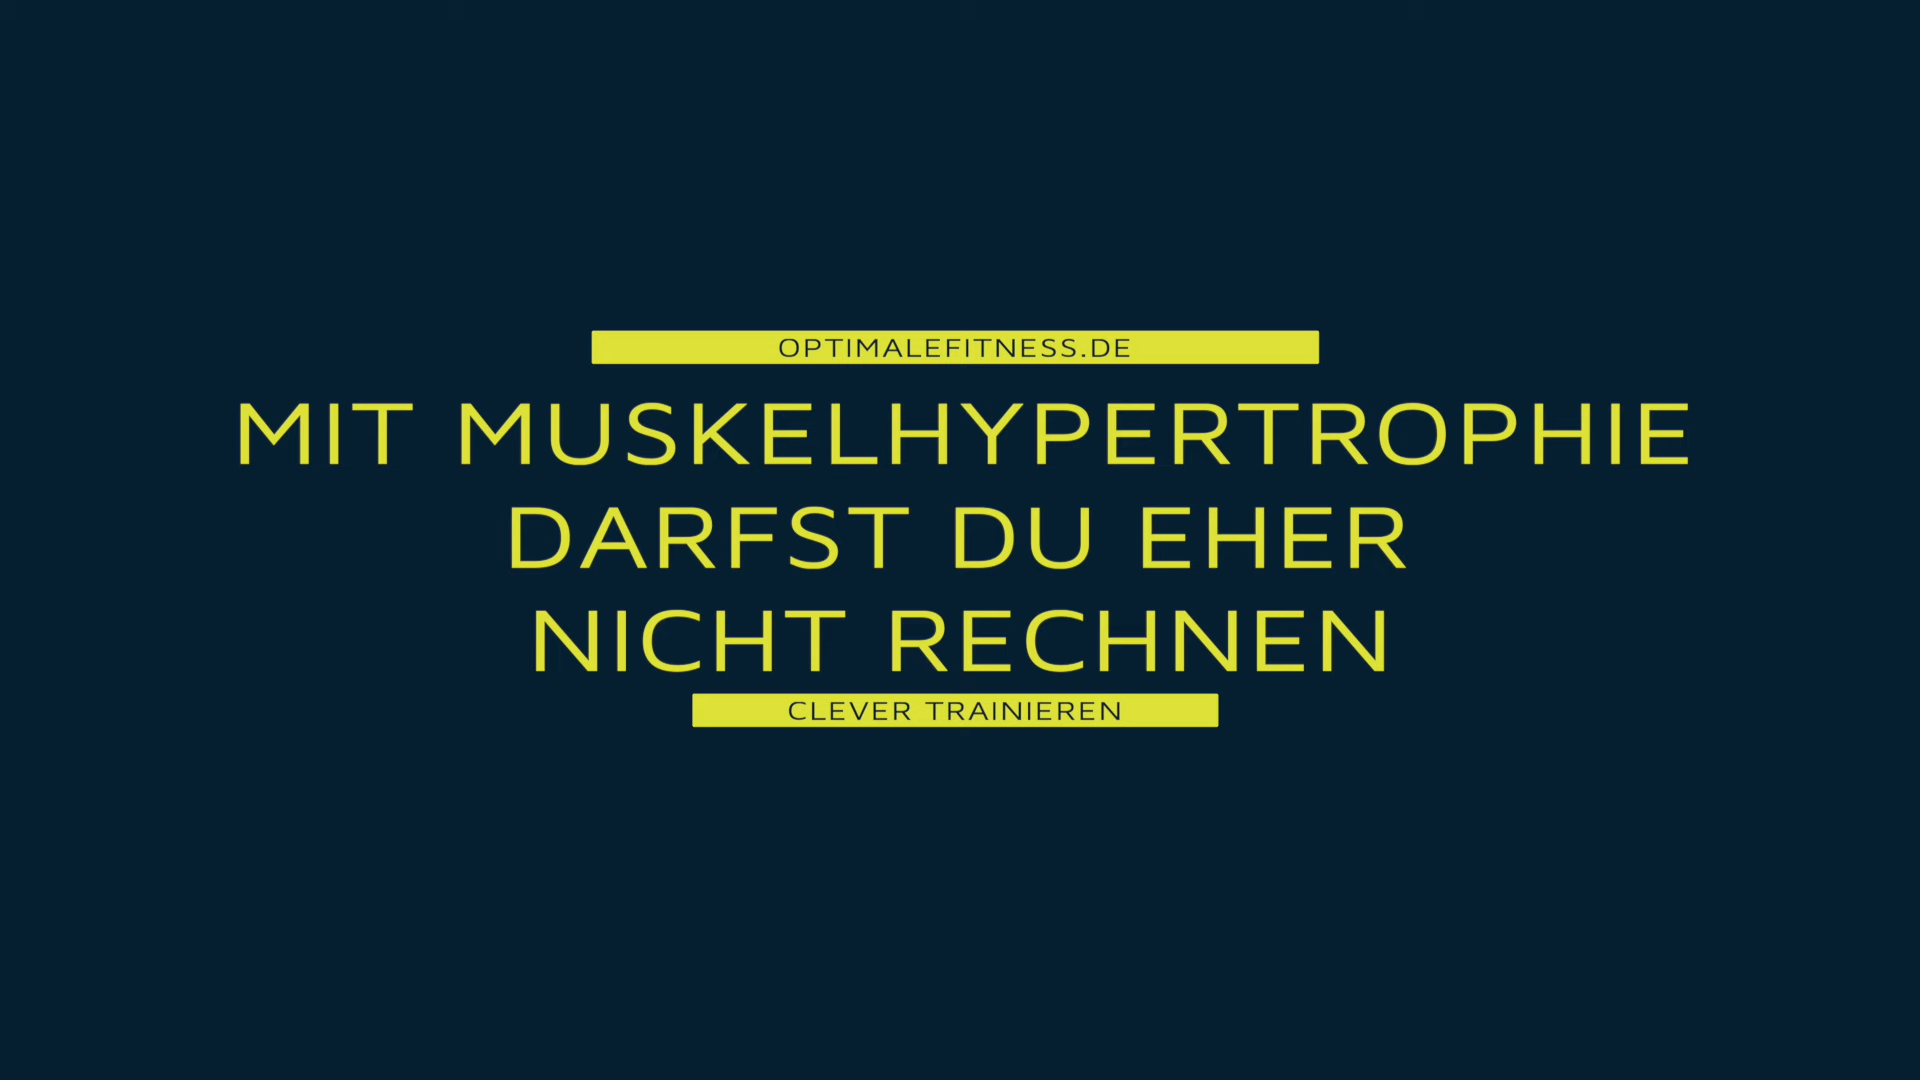 OPTIMALEFITNESS.DE
MIT MUSKELHYPERTROPHIE
DARFST DU EHER
NICHT RECHNEN
CLEVER TRAINIEREN